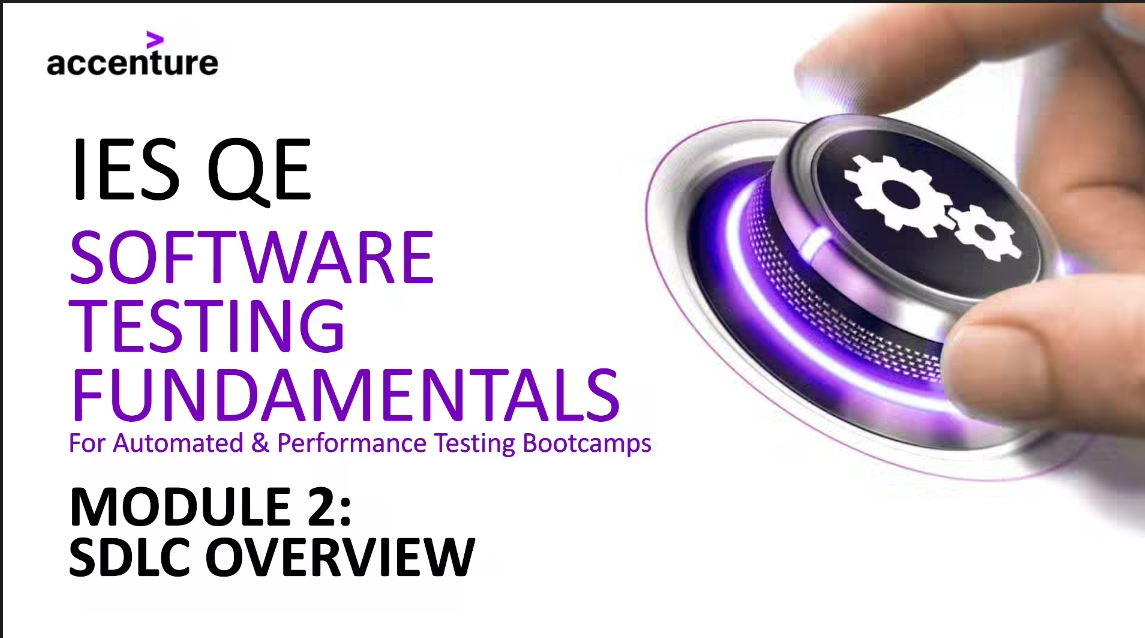 accenture
IES QE
SOFTWARE
TESTING
FUNDAMENTALS
For Automated & Performance Testing Bootcamps
MODULE 2:
SDLC OVERVIEW